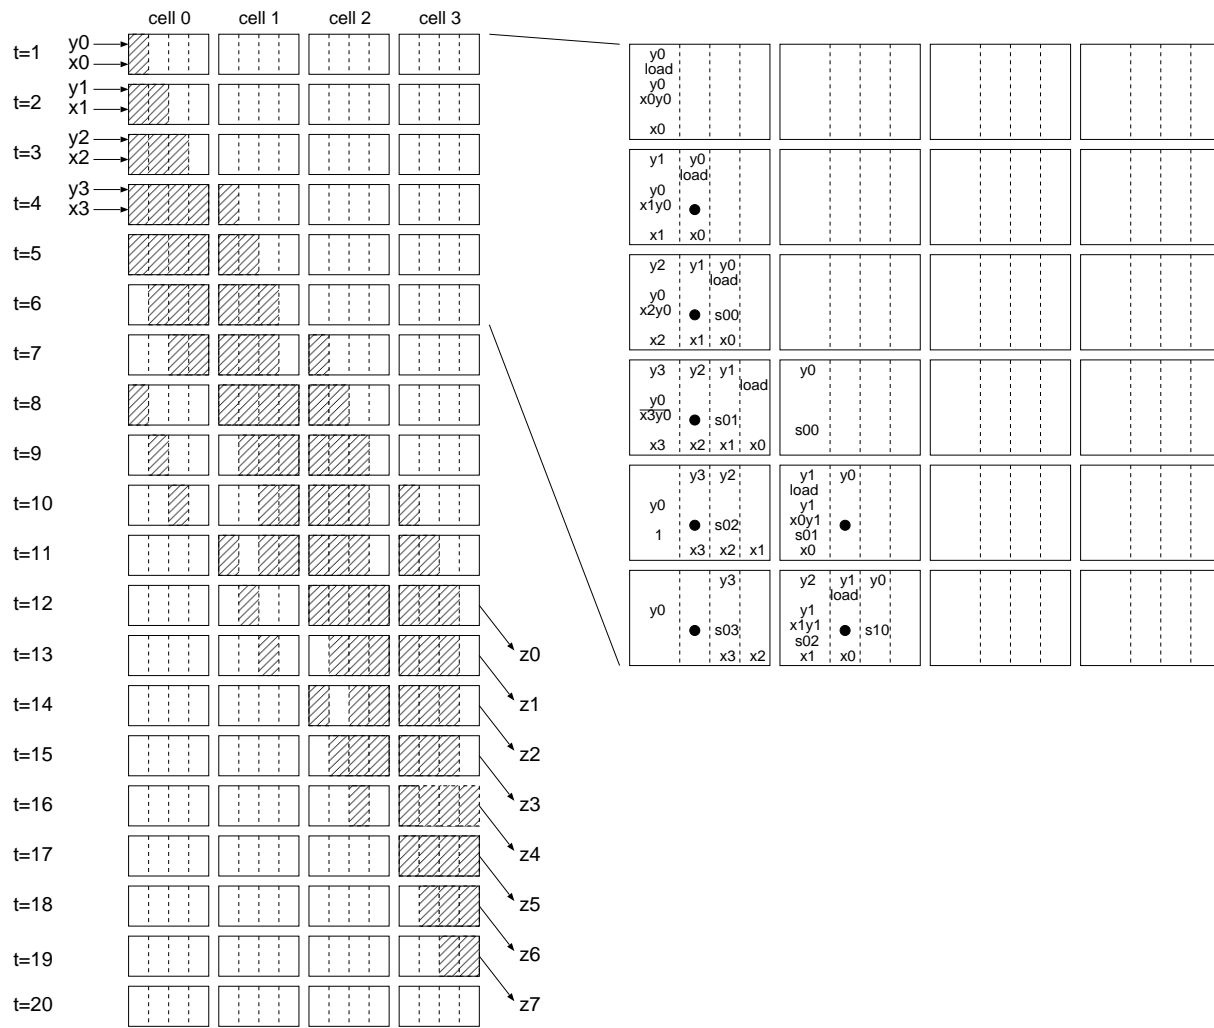 cell 0 cell 1 cell 2 cell 3
t=1 y0
x0
t=2 y1
x1
t=3 y2
x2
t=4 y3
x3
t=5
t=6
t=7
t=8
t=9
t=10
t=11
t=12
t=13 z0
t=14 z1
t=15 z2
t=16 z3
t=17 z4
t=18 z5
t=19 z6
t=20 z7
y0
load
y0
x0y0
x0
y1 y0
load
y0
x1y0
x1 x0
y2 y1 y0
load
y0
x2y0 s00
x2 x1 x0
y3 y2 y1 y0
load
y0
x3y0 s01 s00
x3 x2 x1 x0
y3 y2 y1 y0
load
y0 y1
x0y1
1 s02 s01
x3 x2 x1 x0
y3 y2 y1 y0
load
y0 y1
x1y1
s03 s02 s10
x3 x2 x1 x0